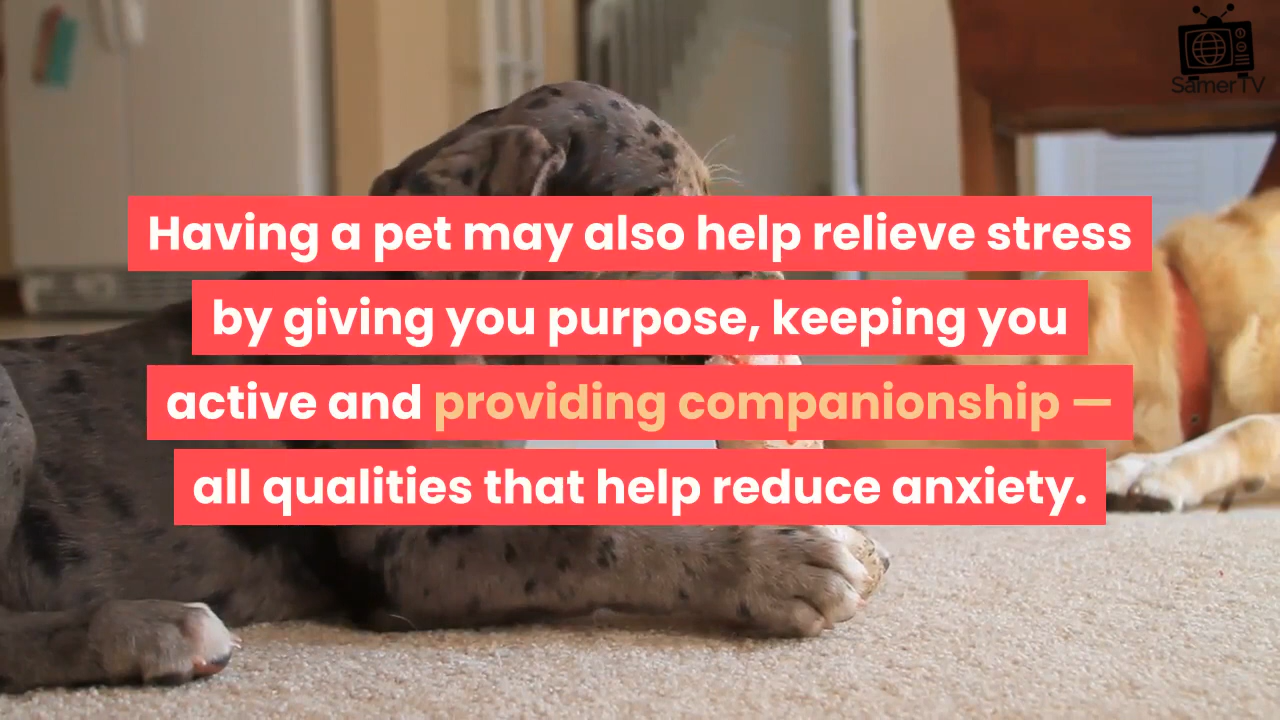 SamerTV
Having a pet may also help relieve stress
by giving you purpose, keeping you
active and providing companionship —
all qualities that help reduce anxiety.